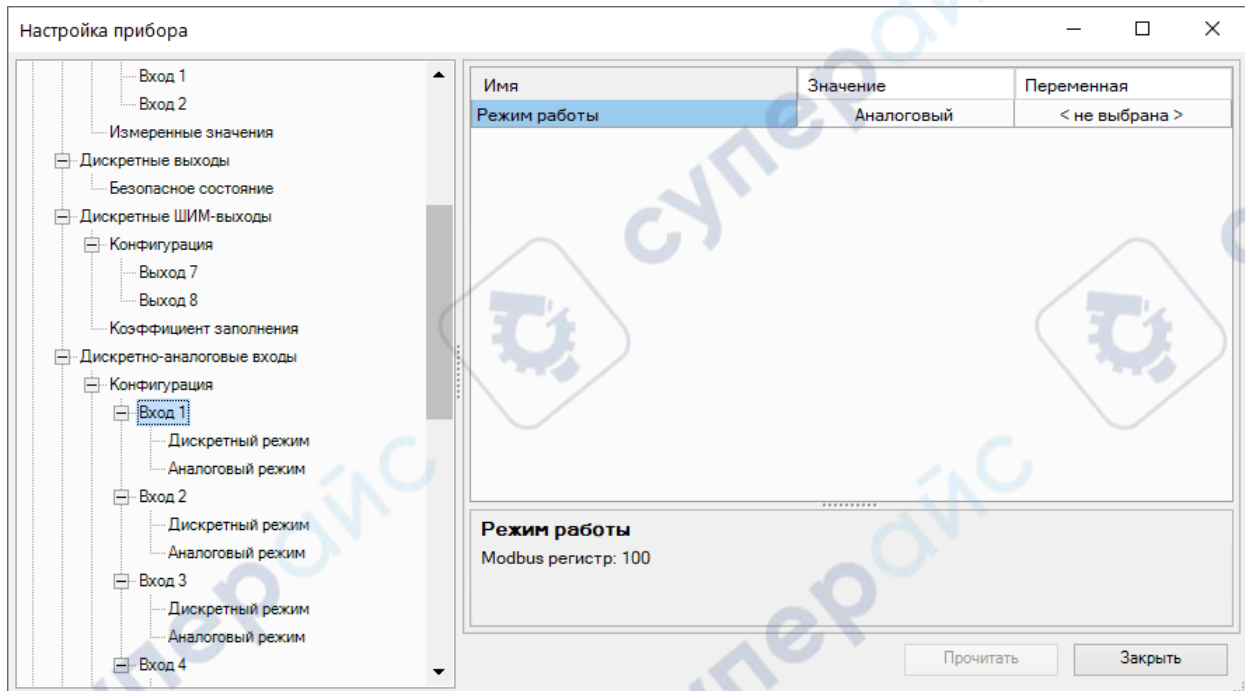 Настройка прибора
Вход 1
Вход 2
Измеренные значения
Дискретные выходы
Безопасное состояние
Дискретные ШИМ-выходы
Конфигурация
Выход 7
Выход 8
Коэффициент заполнения
Дискретно-аналоговые входы
Конфигурация
Вход 1
Дискретный режим
Аналоговый режим
Вход 2
Дискретный режим
Аналоговый режим
Вход 3
Дискретный режим
Аналоговый режим
Вход 4
Имя Значение Переменная
Режим работы Аналоговый < не выбрана >
Режим работы
Modbus регистр: 100
Прочитать Закрыть
суперайс
суперайс
суперайс